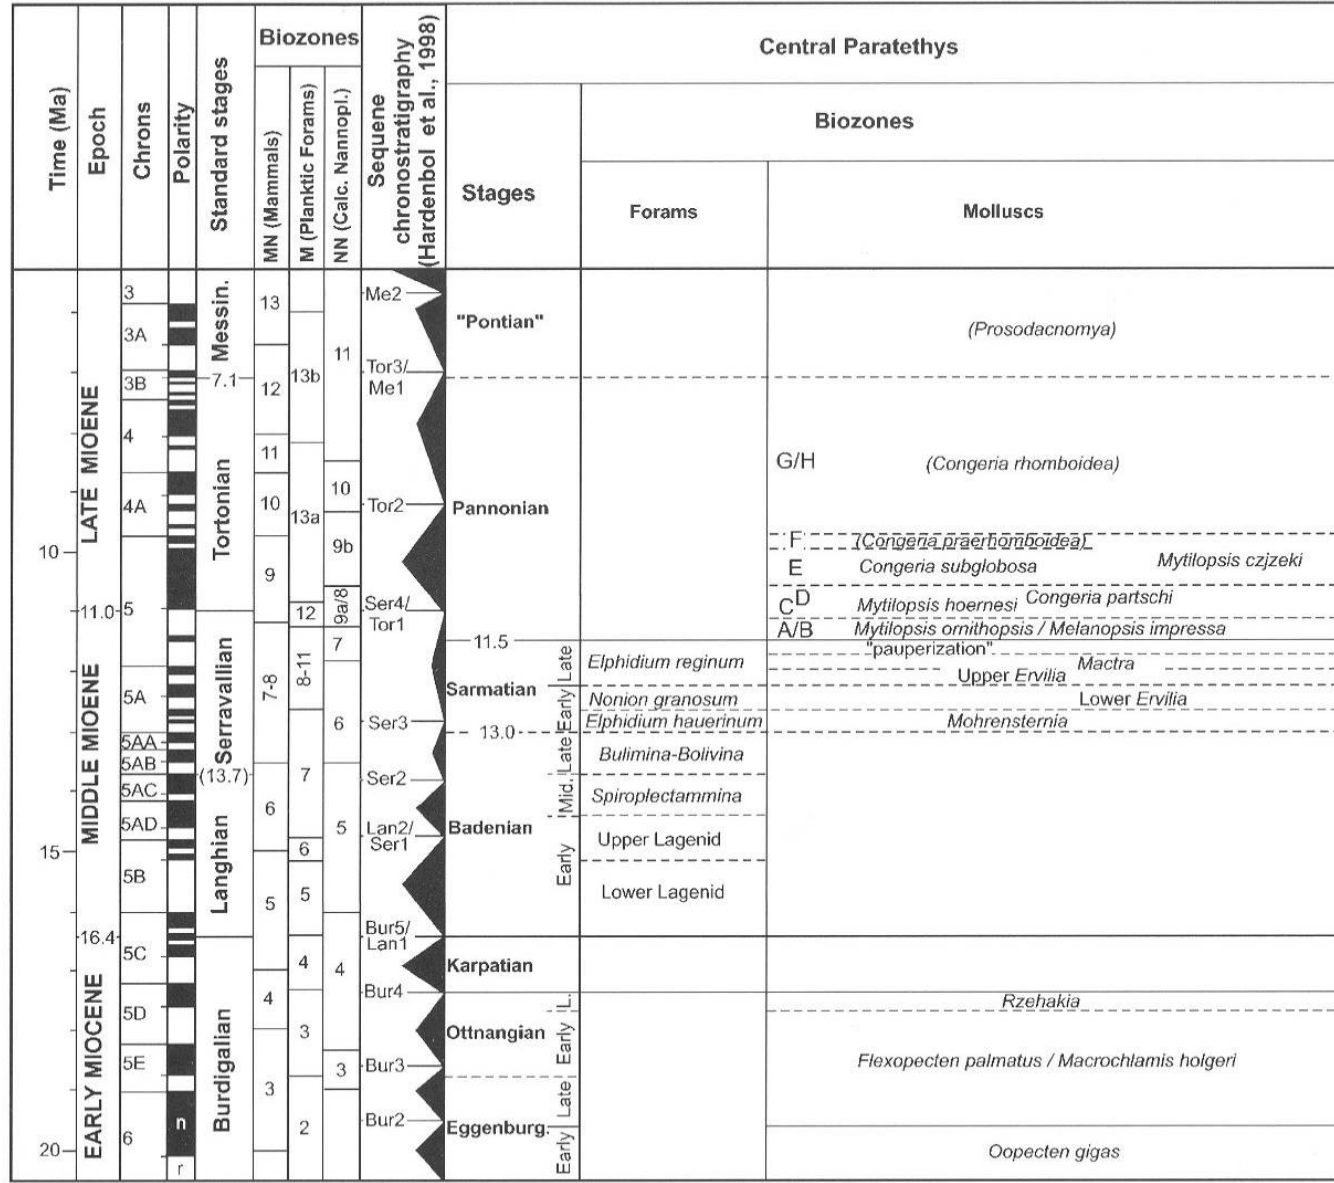 Time (Ma)
Epoch
Chrons
Polarity
Standard stages
Biozones
MN (Mammals)
M (Planktic Forams)
NN (Calc. Nannopl.)
Sequene
chronostratigraphy
(Hardenbol et al., 1998)
Central Paratethys
Stages
Biozones
Forams
Molluscs
10
15
20
LATE MIOENE
11.0
MIDDLE MIOENE
16.4
EARLY MIOCENE
3
3A
3B
4
4A
5
5A
5AA
5AB
5AC
5AD
5B
5C
5D
5E
6
n
r
Messin.
7.1
Tortonian
Serravallian
(13.7)
Langhian
Burdigalian
13
12
11
10
9
7-8
6
5
4
3
13b
13a
12
8-11
7
6
5
4
3
2
11
10
9b
9a/8
7
6
5
4
3
Me2
Tor3/
Me1
Tor2
Ser4/
Tor1
Ser3
Ser2
Lan2/
Ser1
Bur5/
Lan1
Bur4
Bur3
Bur2
"Pontian"
Pannonian
11.5
Sarmatian
13.0
Badenian
Karpatian
Ottnangian
Eggenburg.
Late
Early
Late
Mid.
Early
L.
Early
Late
Early
Elphidium reginum
Nonion granosum
Elphidium hauerinum
Bulimina-Bolivina
Spiroplectammina
Upper Lagenid
Lower Lagenid
(Prosodacnomya)
G/H (Congeria rhomboidea)
F (Congeria praerhomboidea)
E Congeria subglobosa Mytilopsis czjzeki
D Congeria partschi
C Mytilopsis hoernesi
A/B Mytilopsis ornithopsis / Melanopsis impressa
"pauperization"
Mactra
Upper Ervilia
Lower Ervilia
Mohrensternia
Rzehakia
Flexopecten palmatus / Macrochlamis holgeri
Oopecten gigas